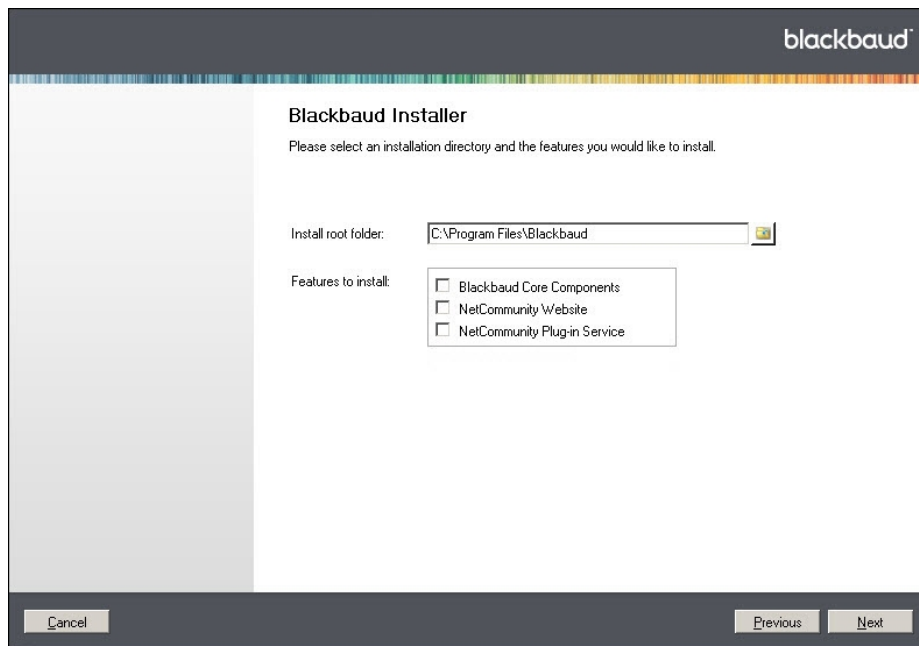 blackbaud
Blackbaud Installer
Please select an installation directory and the features you would like to install.
Install root folder:
C:\Program Files\Blackbaud
Features to install:
Blackbaud Core Components
NetCommunity Website
NetCommunity Plug-in Service
Cancel
Previous
Next